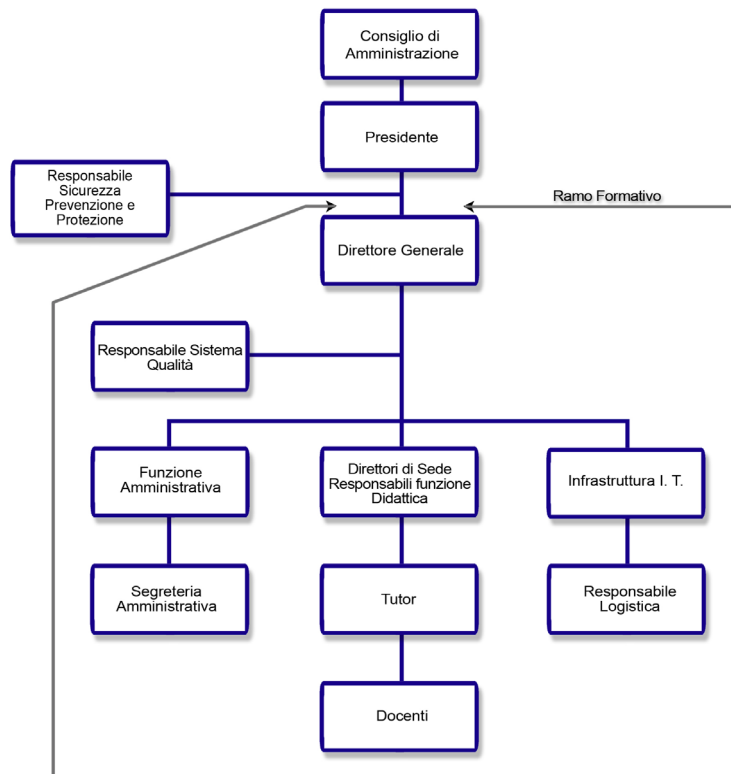 Consiglio di
Amministrazione
Presidente
Responsabile
Sicurezza
Prevenzione e
Protezione
Ramo Formativo
Direttore Generale
Responsabile Sistema
Qualità
Funzione
Amministrativa
Direttori di Sede
Responsabili funzione
Didattica
Infrastruttura I. T.
Segreteria
Amministrativa
Tutor
Responsabile
Logistica
Docenti